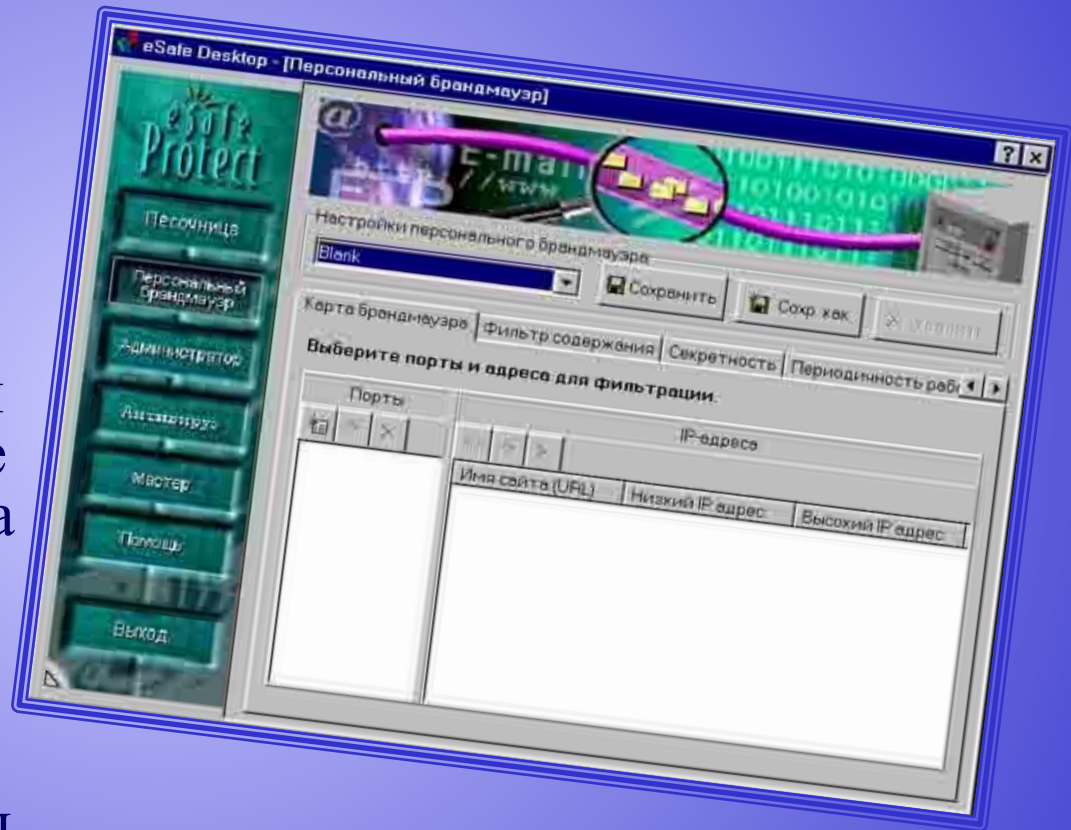 eSafe Desktop - [Персональный брандмауэр]
eSafe
Protect
E-mail
//www
Настройки персонального брандмауэра
Blank
Сохранить
Сохр. как
Песочница
Персональный
брандмауэр
Администратор
Антивирус
Мастер
Помощь
Выход
Карта брандмауэра
Фильтр содержания
Секретность
Периодичность рабо
Выберите порты и адреса для фильтрации.
Порты
IP-адреса
Имя сайта (URL)
Низкий IP адрес
Высокий IP адрес
е
а